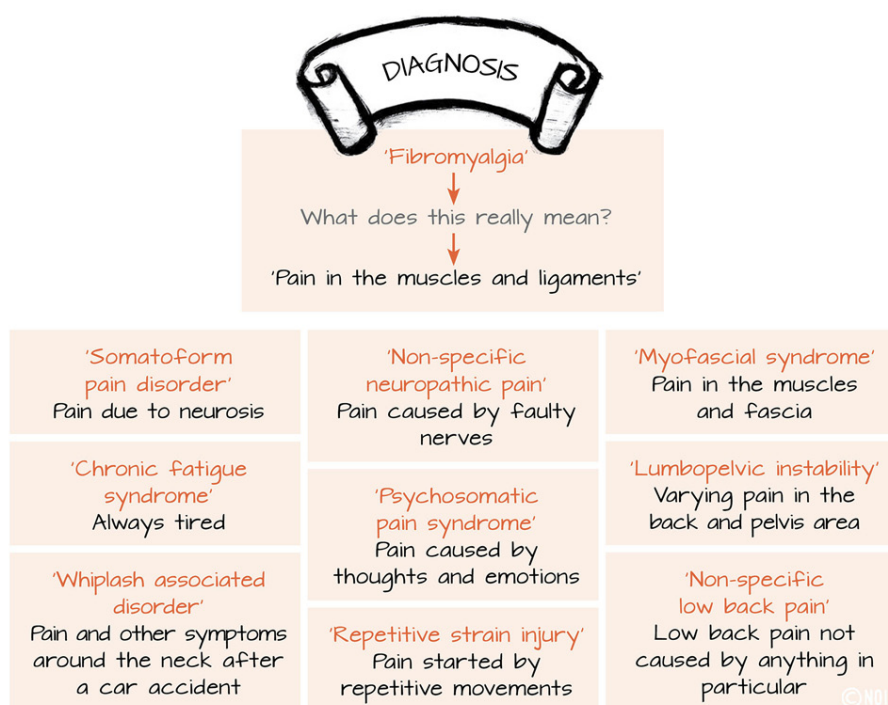 DIAGNOSIS
'Fibromyalgia'
What does this really mean?
'Pain in the muscles and ligaments'
'Somatoform
pain disorder'
Pain due to neurosis
'Chronic fatigue
syndrome'
Always tired
'Whiplash associated
disorder'
Pain and other symptoms
around the neck after
a car accident
'Non-specific
neuropathic pain'
Pain caused by faulty
nerves
'Psychosomatic
pain syndrome'
Pain caused by
thoughts and emotions
'Repetitive strain injury'
Pain started by
repetitive movements
'Myofascial syndrome'
Pain in the muscles
and fascia
'Lumbopelvic instability'
Varying pain in the
back and pelvis area
'Non-specific
low back pain'
Low back pain not
caused by anything in
particular